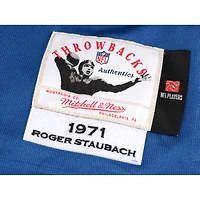 THROWBACKS
NFL
Authentics
Mitchell & Ness
NOSTALGIA CO.
PHILADELPHIA, PA
NFL PLAYERS
1971
ROGER STAUBACH